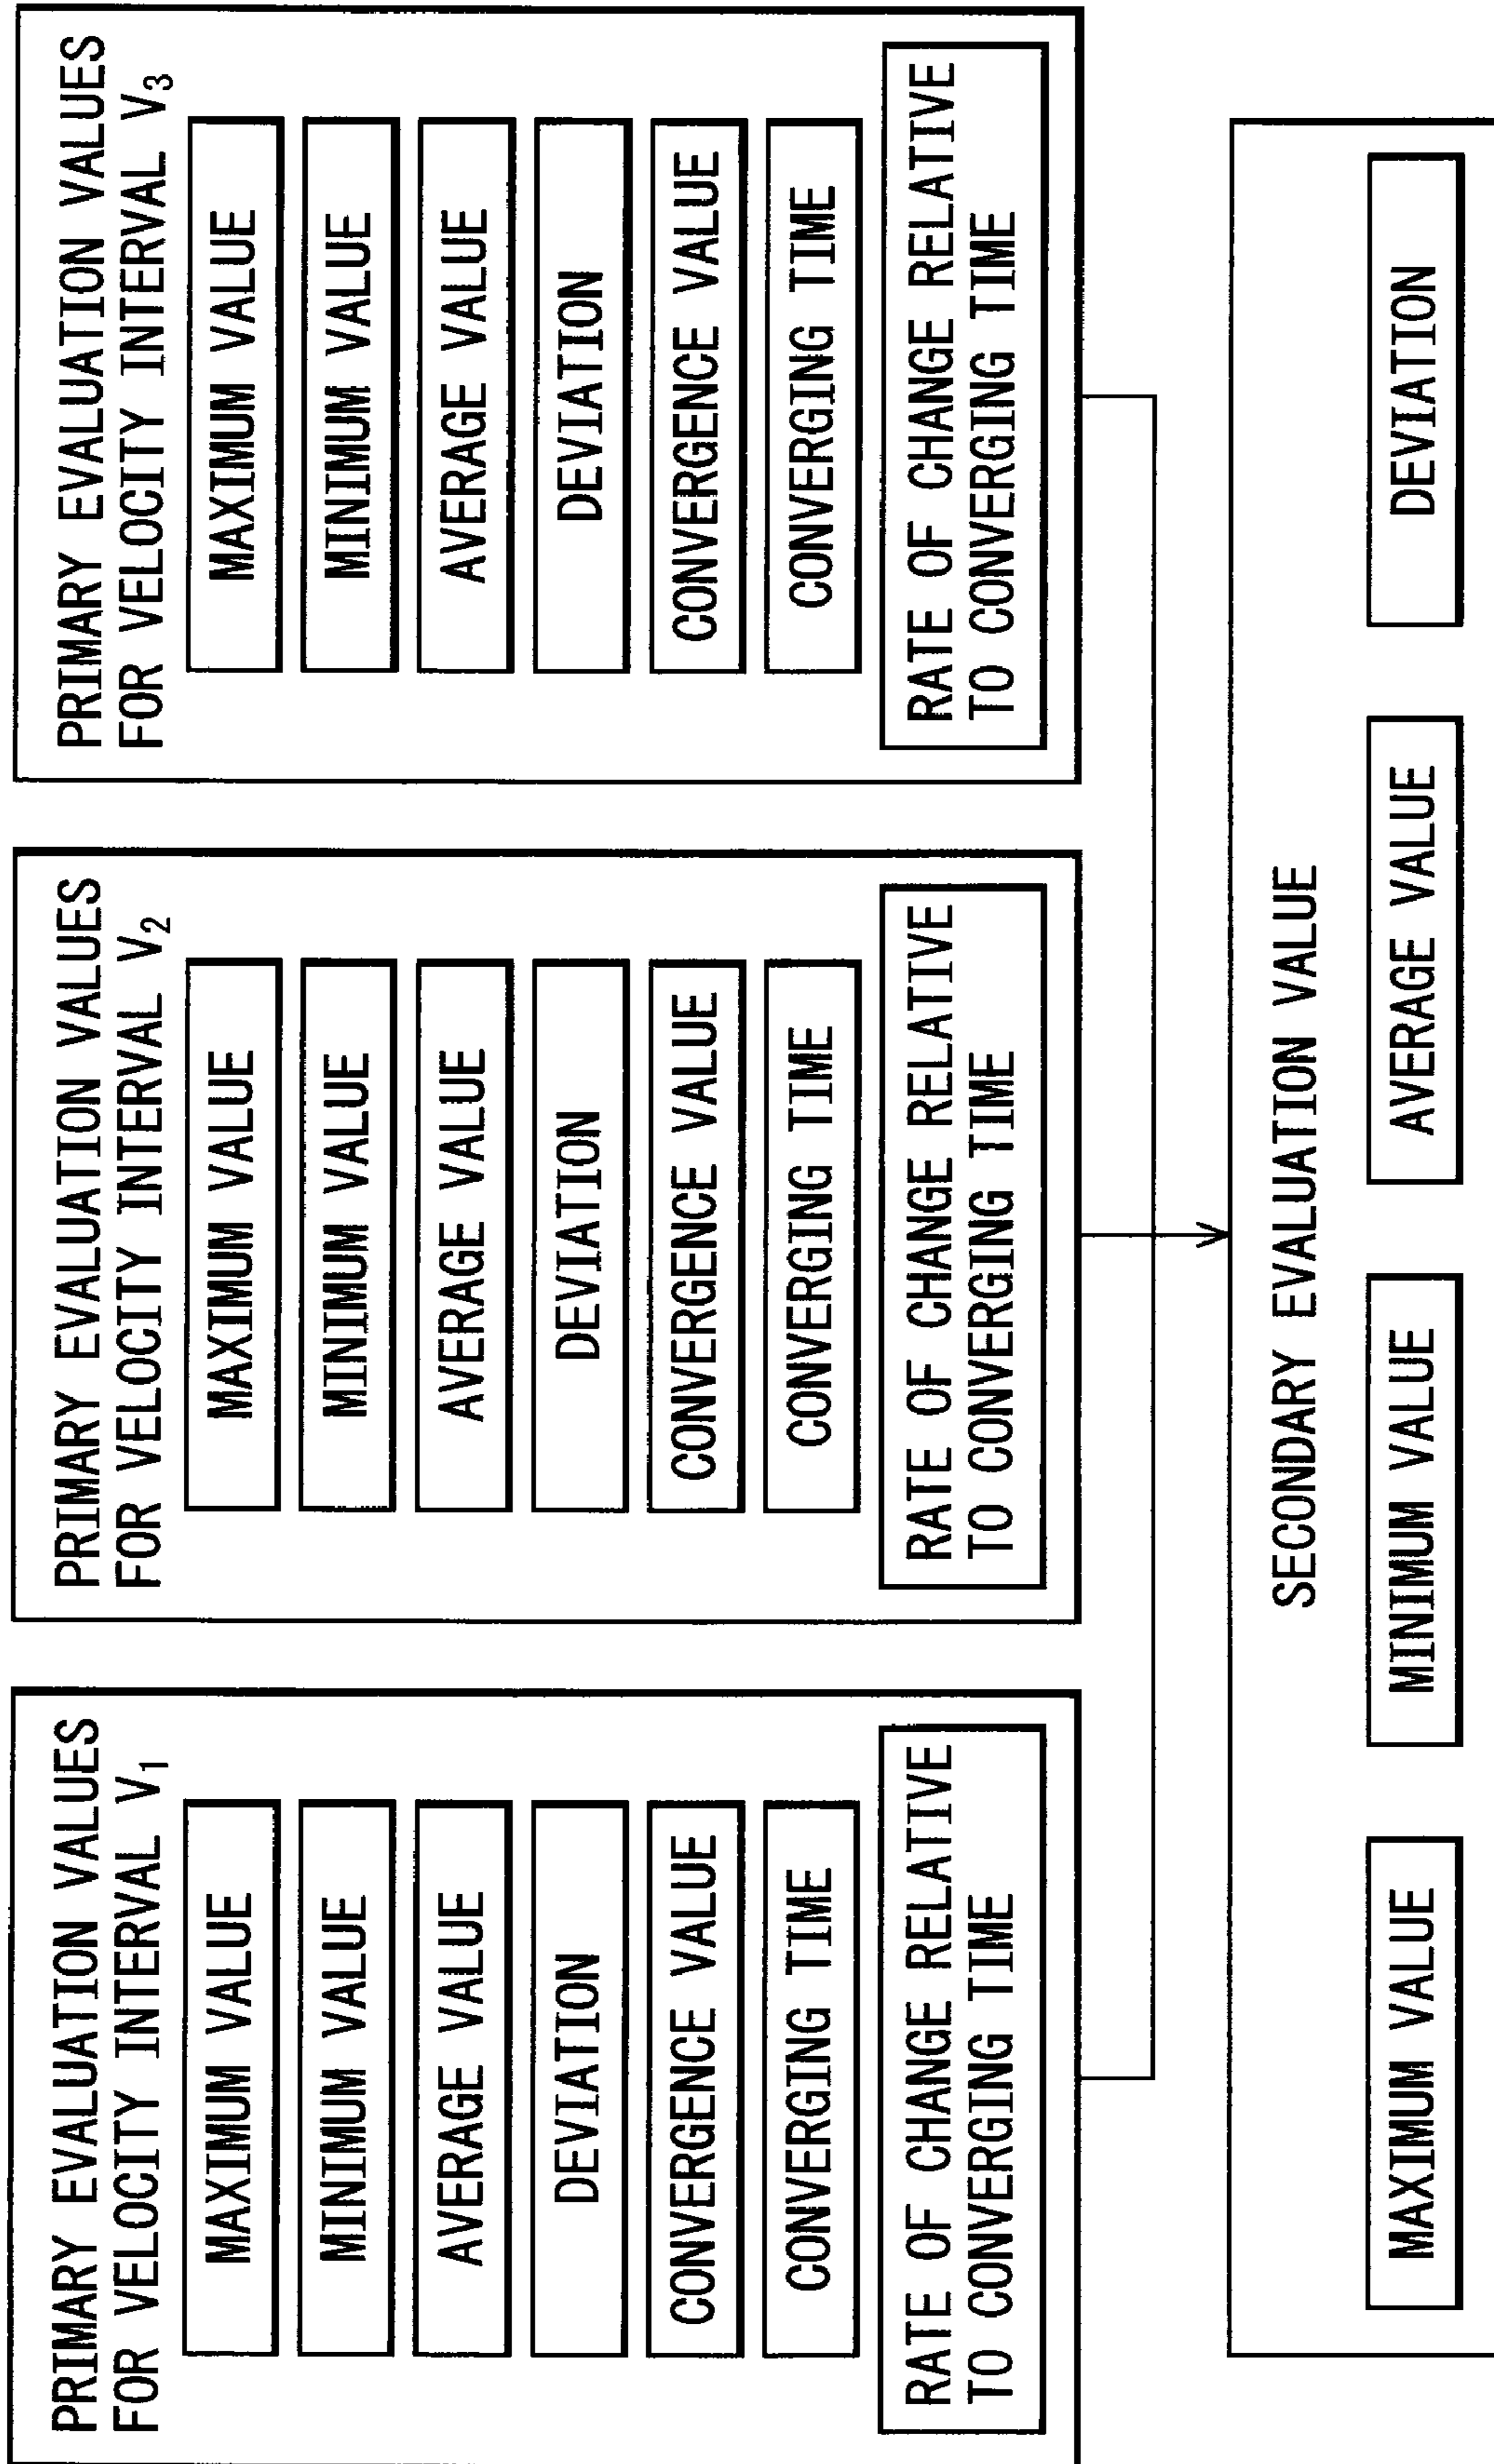 PRIMARY EVALUATION VALUES
FOR VELOCITY INTERVAL V1
MAXIMUM VALUE
MINIMUM VALUE
AVERAGE VALUE
DEVIATION
CONVERGENCE VALUE
CONVERGING TIME
RATE OF CHANGE RELATIVE
TO CONVERGING TIME
PRIMARY EVALUATION VALUES
FOR VELOCITY INTERVAL V2
MAXIMUM VALUE
MINIMUM VALUE
AVERAGE VALUE
DEVIATION
CONVERGENCE VALUE
CONVERGING TIME
RATE OF CHANGE RELATIVE
TO CONVERGING TIME
PRIMARY EVALUATION VALUES
FOR VELOCITY INTERVAL V3
MAXIMUM VALUE
MINIMUM VALUE
AVERAGE VALUE
DEVIATION
CONVERGENCE VALUE
CONVERGING TIME
RATE OF CHANGE RELATIVE
TO CONVERGING TIME
SECONDARY EVALUATION VALUE
MAXIMUM VALUE
MINIMUM VALUE
AVERAGE VALUE
DEVIATION